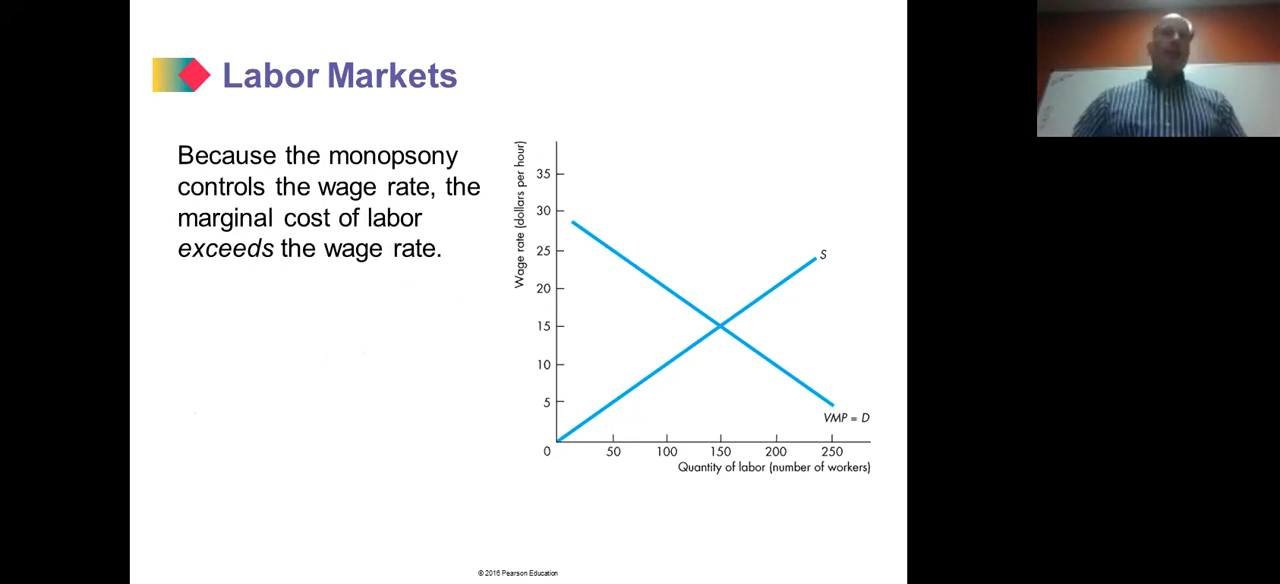 Labor Markets
Because the monopsony
controls the wage rate, the
marginal cost of labor
exceeds the wage rate.
Wage rate (dollars per hour)
35
30
25
20
15
10
5
0
50
100
150
200
250
S
VMP = D
Quantity of labor (number of workers)
© 2016 Pearson Education